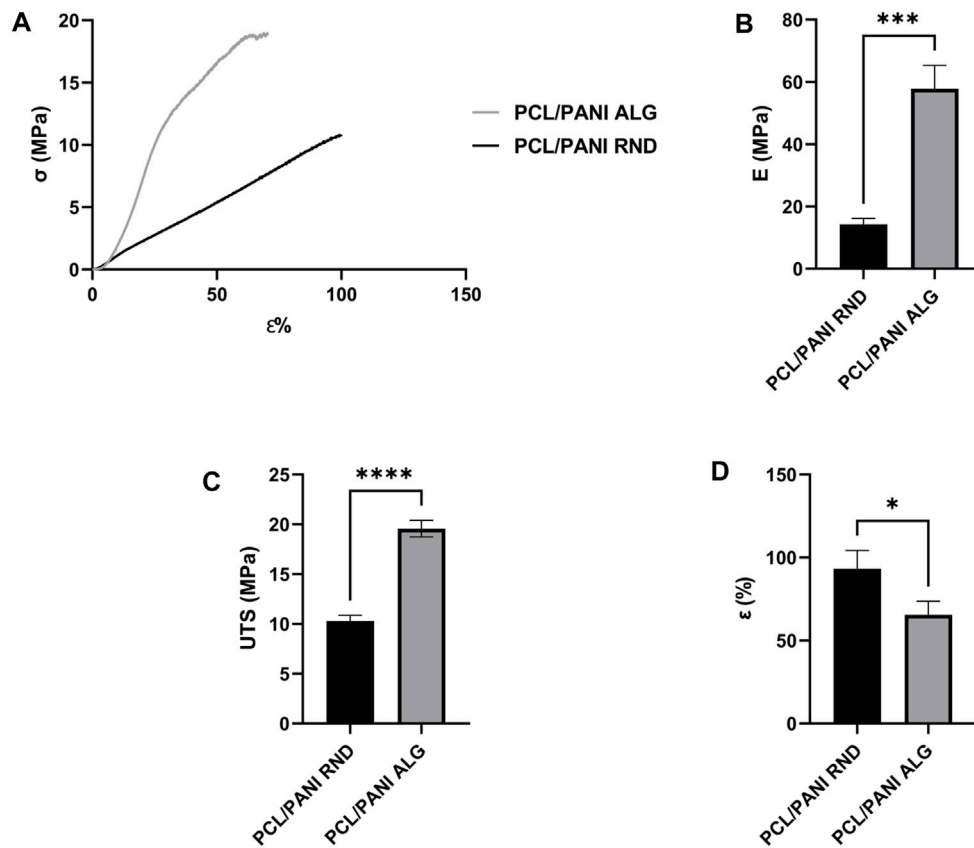 A
σ (MPa)
20
15
10
5
0
0
50
100
150
ε%
PCL/PANI ALG
PCL/PANI RND
B
E (MPa)
80
60
40
20
0
***
PCL/PANI RND
PCL/PANI ALG
C
UTS (MPa)
25
20
15
10
5
0
****
PCL/PANI RND
PCL/PANI ALG
D
ε (%)
150
100
50
0
*
PCL/PANI RND
PCL/PANI ALG